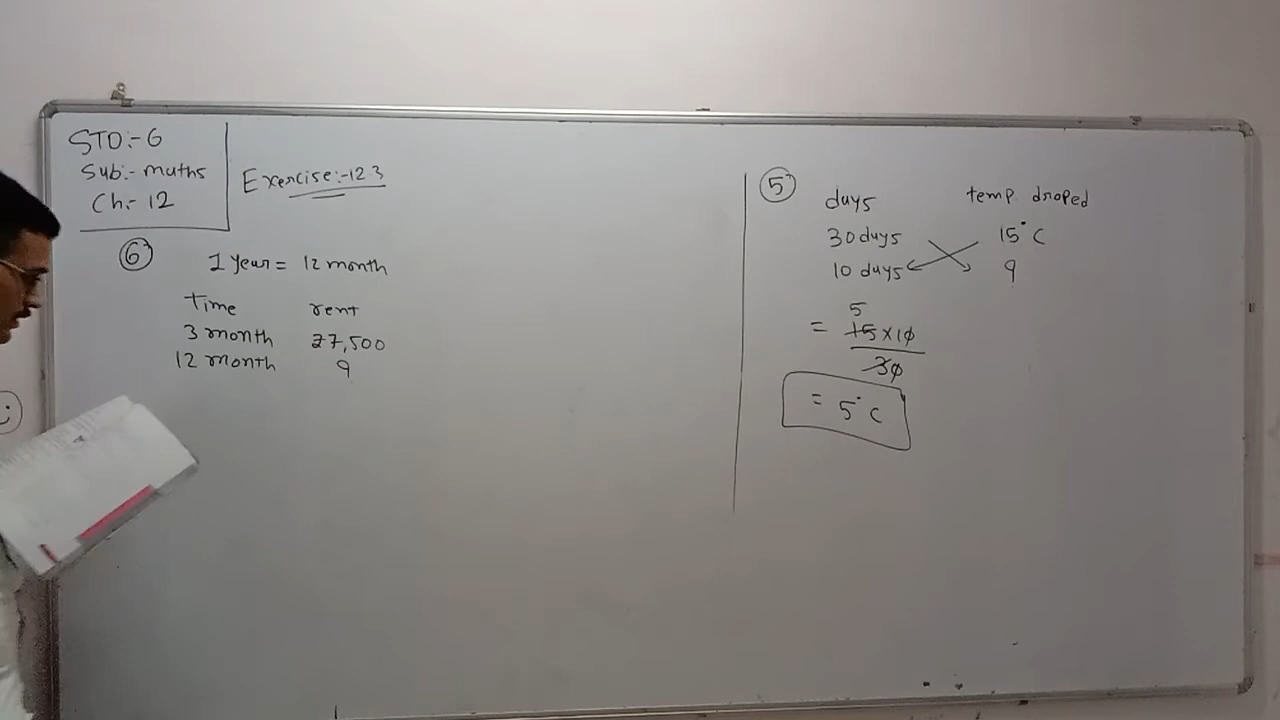 STD:- 6
Sub:- maths
Ch:- 12
Exercise:-12 3
6
1 year = 12 month
Time rent
3 month ₹7,500
12 month ?
5
days temp droped
30 days 15°C
10 days ?
5
= 15 × 10
30
= 5°C